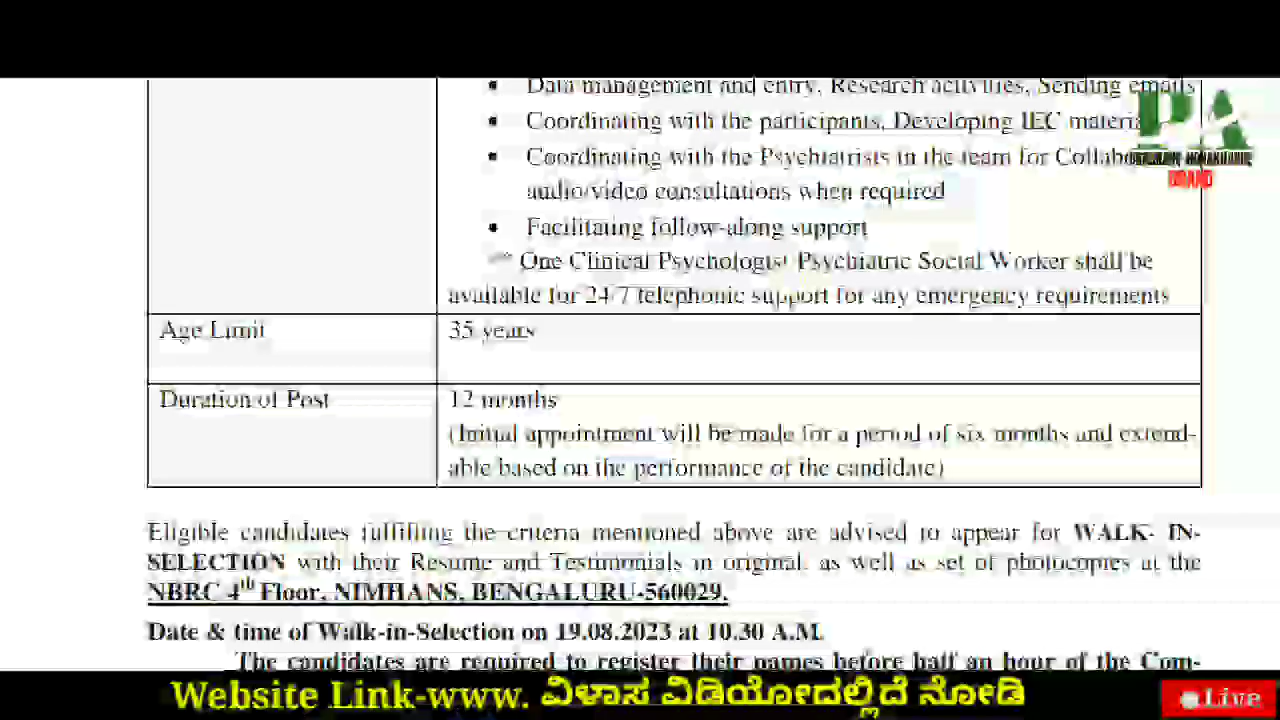 Data management and entry, Research activities, Sending emails
Coordinating with the participants, Developing IEC materia
Coordinating with the Psychiatrists in the team for Collabo
audio/video consultations when required
Facilitating follow-along support
** One Clinical Psychologist/ Psychiatric Social Worker shall be
available for 24/7 telephonic support for any emergency requirements
Age Limit
35 years
Duration of Post
12 months
(Initial appointment will be made for a period of six months and extend-
able based on the performance of the candidate)
Eligible candidates fulfilling the criteria mentioned above are advised to appear for WALK- IN-
SELECTION with their Resume and Testimonials in original, as well as set of photocopies at the
NBRC 4th Floor, NIMHANS, BENGALURU-560029.
Date & time of Walk-in-Selection on 19.08.2023 at 10.30 A.M.
The candidates are required to register their names before half an hour of the Com-
PA
BRAND
Website Link-www. ವಿಳಾಸ ವಿಡಿಯೋದಲ್ಲಿದೆ ನೋಡಿ
Live